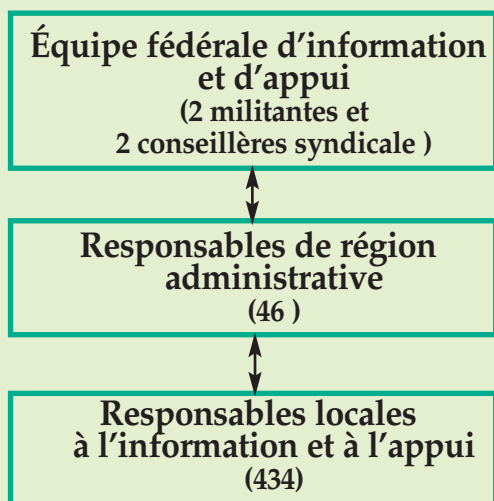 Équipe fédérale d’information
et d’appui
(2 militantes et
2 conseillères syndicale )
Responsables de région
administrative
(46 )
Responsables locales
à l’information et à l’appui
(434)